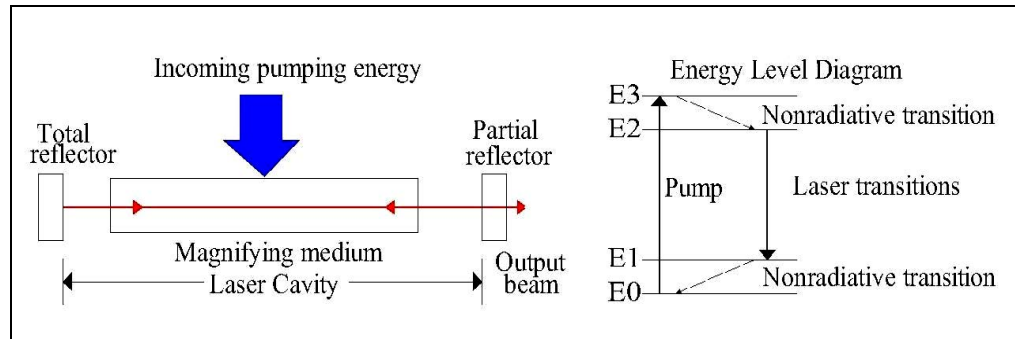 Incoming pumping energy
Total
reflector
Partial
reflector
Magnifying medium
Laser Cavity
Output
beam
Energy Level Diagram
E3
Nonradiative transition
E2
Pump
Laser transitions
E1
Nonradiative transition
E0